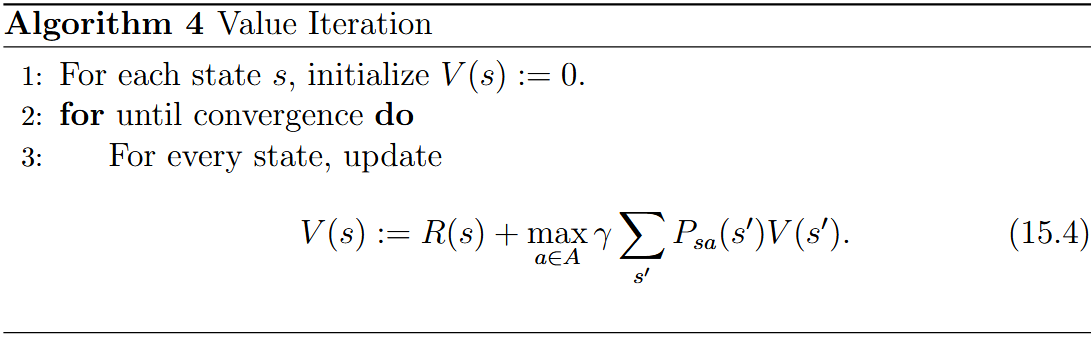 Algorithm 4 Value Iteration
1: For each state s, initialize V(s) := 0.
2: for until convergence do
3: For every state, update
V(s) := R(s) + max_{a∈A} γ ∑_{s′} P_{sa}(s′)V(s′). (15.4)